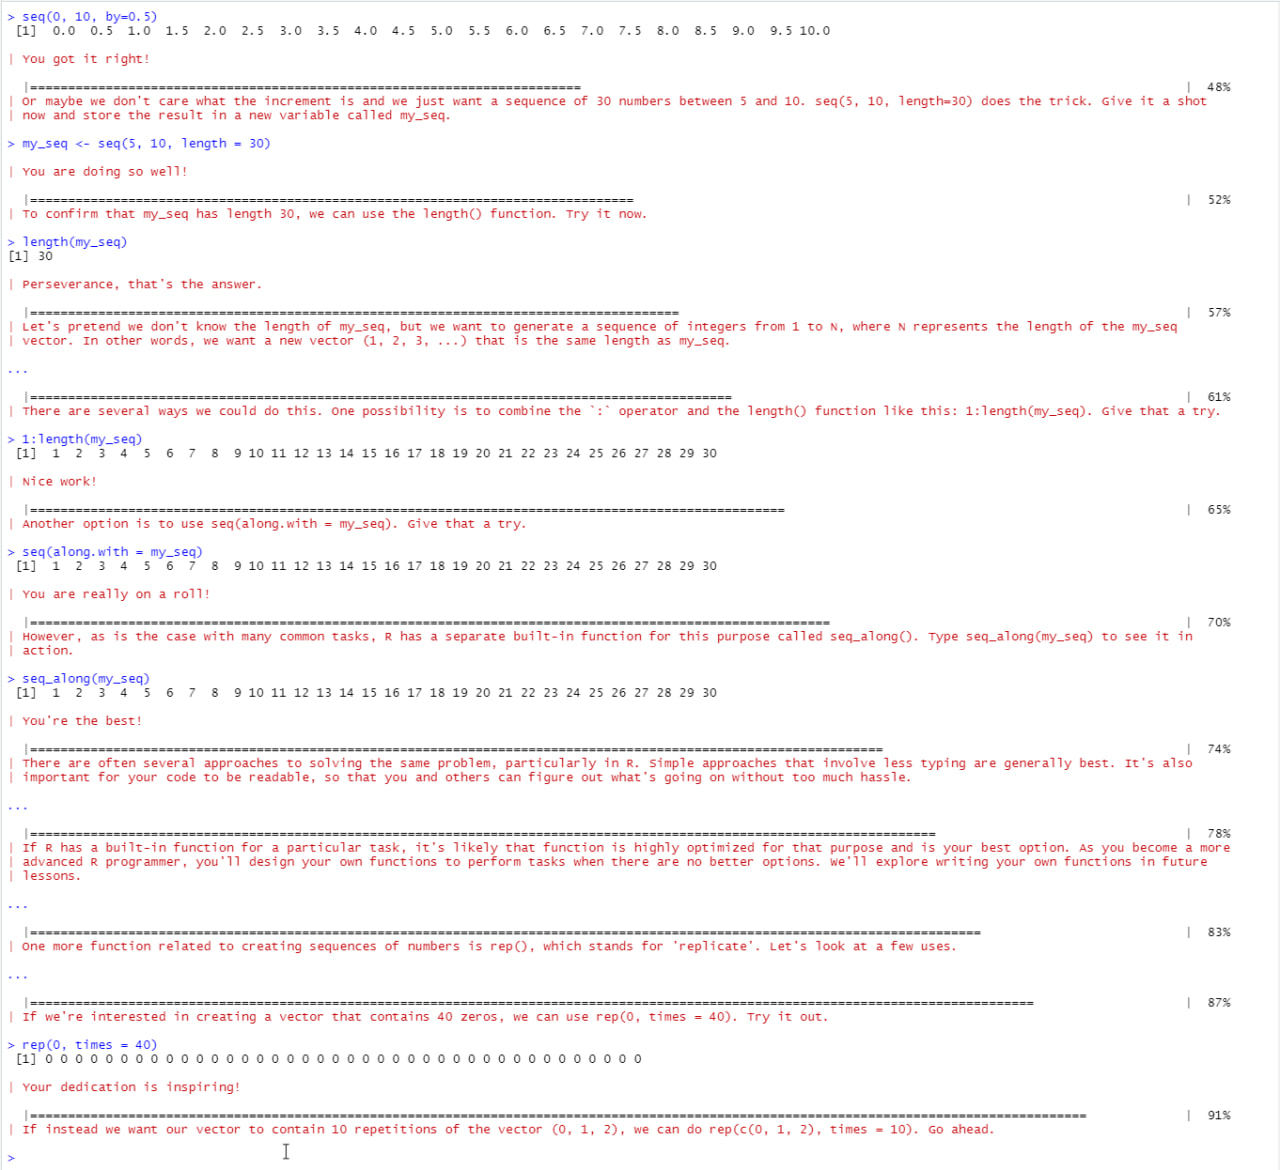 > seq(0, 10, by=0.5)
[1] 0.0 0.5 1.0 1.5 2.0 2.5 3.0 3.5 4.0 4.5 5.0 5.5 6.0 6.5 7.0 7.5 8.0 8.5 9.0 9.5 10.0
| You got it right!
|========================================================================== | 48%
| Or maybe we don't care what the increment is and we just want a sequence of 30 numbers between 5 and 10. seq(5, 10, length=30) does the trick. Give it a shot
| now and store the result in a new variable called my_seq.
> my_seq <- seq(5, 10, length = 30)
| You are doing so well!
|================================================================================= | 52%
| To confirm that my_seq has length 30, we can use the length() function. Try it now.
> length(my_seq)
[1] 30
| Perseverance, that's the answer.
|======================================================================================= | 57%
| Let's pretend we don't know the length of my_seq, but we want to generate a sequence of integers from 1 to N, where N represents the length of the my_seq
| vector. In other words, we want a new vector (1, 2, 3, ...) that is the same length as my_seq.
...
|============================================================================================== | 61%
| There are several ways we could do this. One possibility is to combine the `:` operator and the length() function like this: 1:length(my_seq). Give that a try.
> 1:length(my_seq)
[1] 1 2 3 4 5 6 7 8 9 10 11 12 13 14 15 16 17 18 19 20 21 22 23 24 25 26 27 28 29 30
| Nice work!
|===================================================================================================== | 65%
| Another option is to use seq(along.with = my_seq). Give that a try.
> seq(along.with = my_seq)
[1] 1 2 3 4 5 6 7 8 9 10 11 12 13 14 15 16 17 18 19 20 21 22 23 24 25 26 27 28 29 30
| You are really on a roll!
|=========================================================================================================== | 70%
| However, as is the case with many common tasks, R has a separate built-in function for this purpose called seq_along(). Type seq_along(my_seq) to see it in
| action.
> seq_along(my_seq)
[1] 1 2 3 4 5 6 7 8 9 10 11 12 13 14 15 16 17 18 19 20 21 22 23 24 25 26 27 28 29 30
| You're the best!
|================================================================================================================== | 74%
| There are often several approaches to solving the same problem, particularly in R. Simple approaches that involve less typing are generally best. It's also
| important for your code to be readable, so that you and others can figure out what's going on without too much hassle.
...
|========================================================================================================================= | 78%
| If R has a built-in function for a particular task, it's likely that function is highly optimized for that purpose and is your best option. As you become a more
| advanced R programmer, you'll design your own functions to perform tasks when there are no better options. We'll explore writing your own functions in future
| lessons.
...
|=============================================================================================================================== | 83%
| One more function related to creating sequences of numbers is rep(), which stands for 'replicate'. Let's look at a few uses.
...
|====================================================================================================================================== | 87%
| If we're interested in creating a vector that contains 40 zeros, we can use rep(0, times = 40). Try it out.
> rep(0, times = 40)
[1] 0 0 0 0 0 0 0 0 0 0 0 0 0 0 0 0 0 0 0 0 0 0 0 0 0 0 0 0 0 0 0 0 0 0 0 0 0 0 0 0
| Your dedication is inspiring!
|============================================================================================================================================= | 91%
| If instead we want our vector to contain 10 repetitions of the vector (0, 1, 2), we can do rep(c(0, 1, 2), times = 10). Go ahead.
>